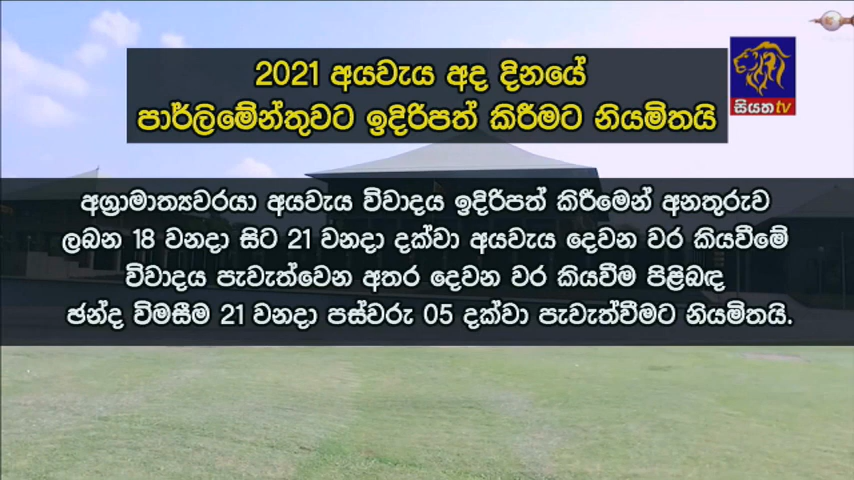 2021 අයවැය අද දිනයේ
පාර්ලිමේන්තුවට ඉදිරිපත් කිරීමට නියමිතයි
සියත tv
අග්‍රාමාත්‍යවරයා අයවැය විවාදය ඉදිරිපත් කිරීමෙන් අනතුරුව
ලබන 18 වනදා සිට 21 වනදා දක්වා අයවැය දෙවන වර කියවීමේ
විවාදය පැවැත්වෙන අතර දෙවන වර කියවීම පිළිබඳ
ඡන්ද විමසීම 21 වනදා පස්වරු 05 දක්වා පැවැත්වීමට නියමිතයි.